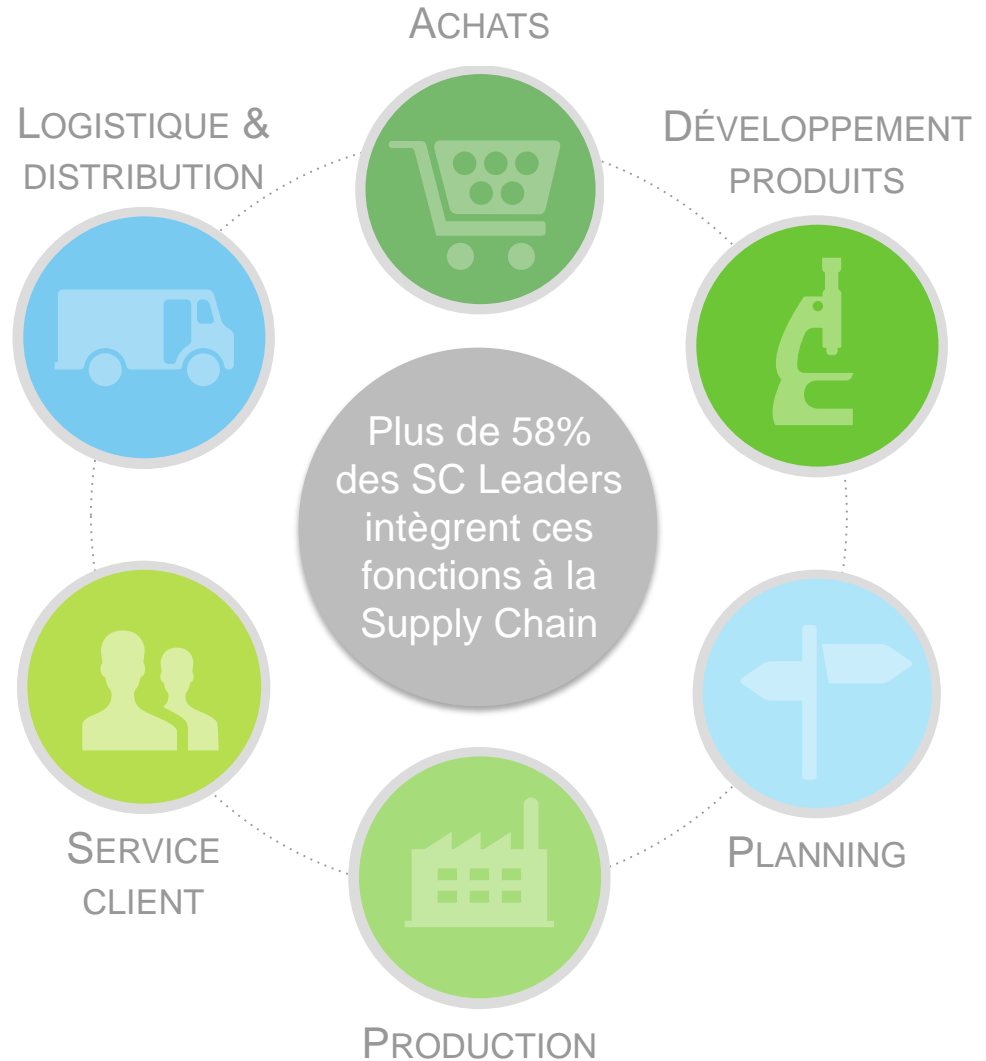 ACHATS
LOGISTIQUE &
DISTRIBUTION
DÉVELOPPEMENT
PRODUITS
Plus de 58%
des SC Leaders
intègrent ces
fonctions à la
Supply Chain
SERVICE
CLIENT
PLANNING
PRODUCTION